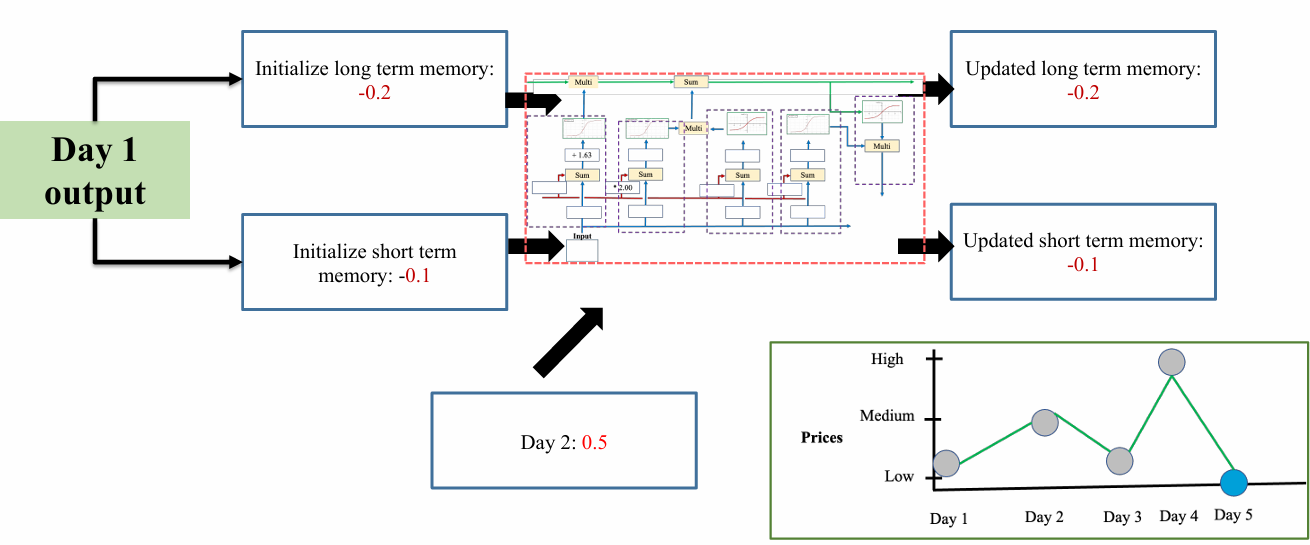 Day 1
output
Initialize long term memory:
-0.2
Initialize short term
memory: -0.1
Multi
Sum
Multi
Multi
+ 1.63
Sum
Sum
Sum
Sum
* 2.00
Input
Updated long term memory:
-0.2
Updated short term memory:
-0.1
Day 2: 0.5
Prices
High
Medium
Low
Day 1
Day 2
Day 3
Day 4
Day 5